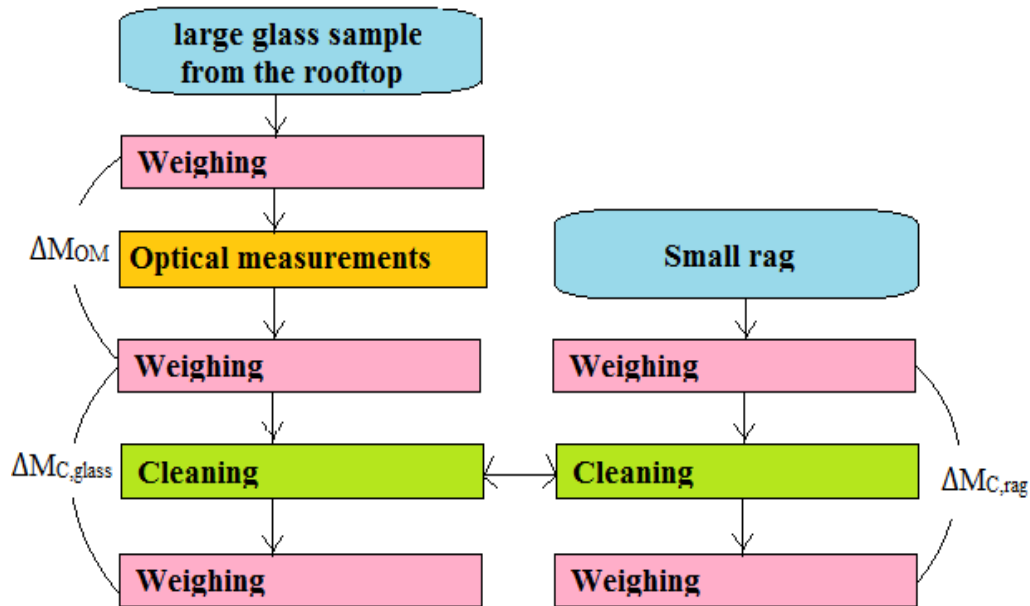 large glass sample
from the rooftop
Weighing
ΔMOM
Optical measurements
Small rag
Weighing
Weighing
ΔMC,glass
Cleaning
Cleaning
ΔMC,rag
Weighing
Weighing